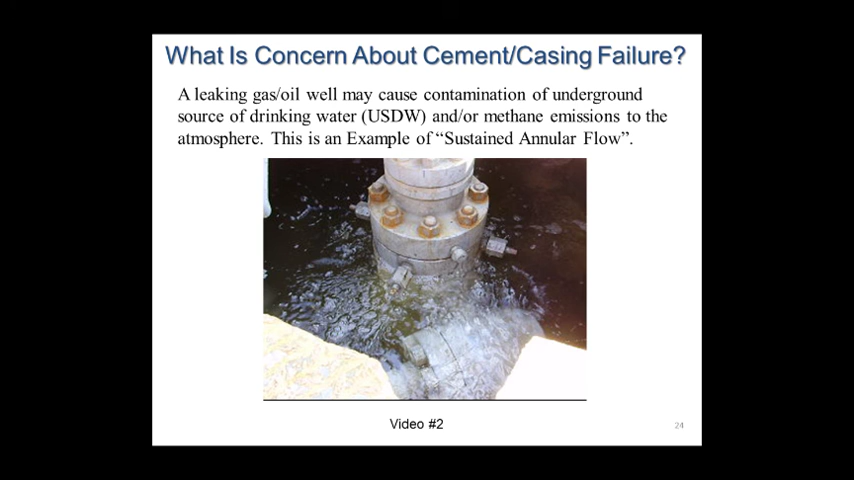 What Is Concern About Cement/Casing Failure?
A leaking gas/oil well may cause contamination of underground
source of drinking water (USDW) and/or methane emissions to the
atmosphere. This is an Example of “Sustained Annular Flow”.
Video #2
24